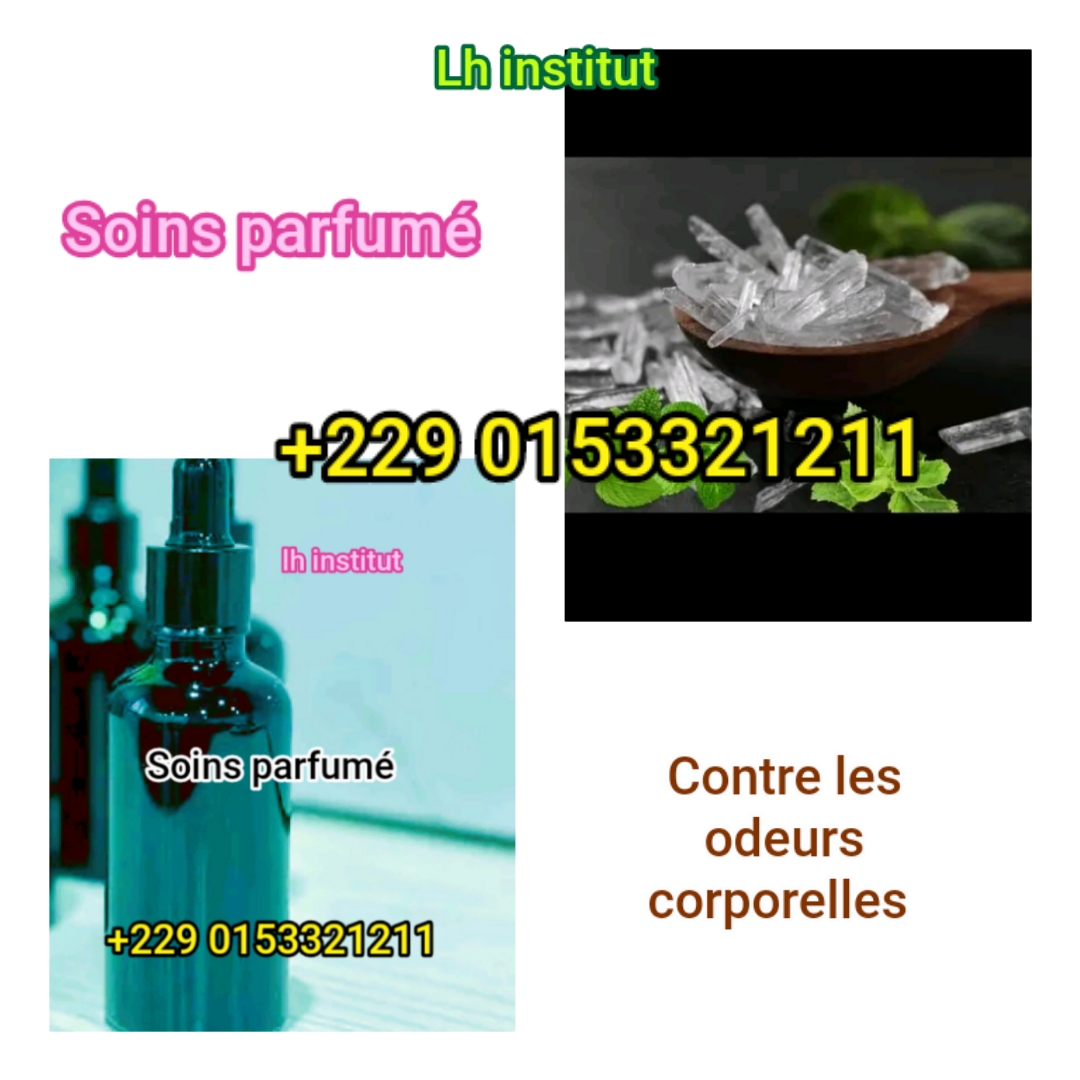 Lh institut
Soins parfumé
+229 0153321211
lh institut
Soins parfumé
+229 0153321211
Contre les
odeurs
corporelles